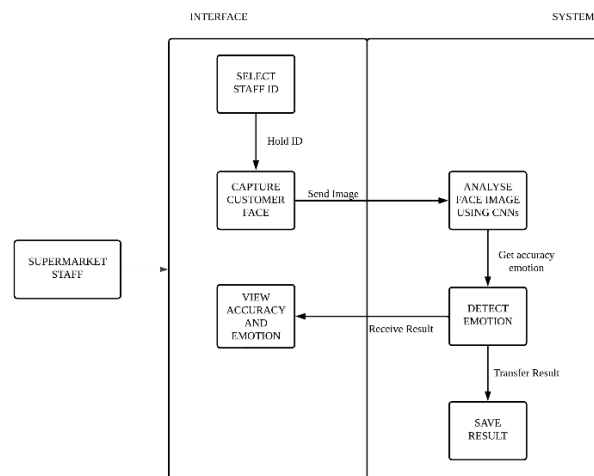 INTERFACE
SYSTEM
SELECT
STAFF ID
Hold ID
CAPTURE
CUSTOMER
FACE
Send Image
ANALYSE
FACE IMAGE
USING CNNs
Get accuracy
emotion
SUPERMARKET
STAFF
VIEW
ACCURACY
AND
EMOTION
Receive Result
DETECT
EMOTION
Transfer Result
SAVE
RESULT